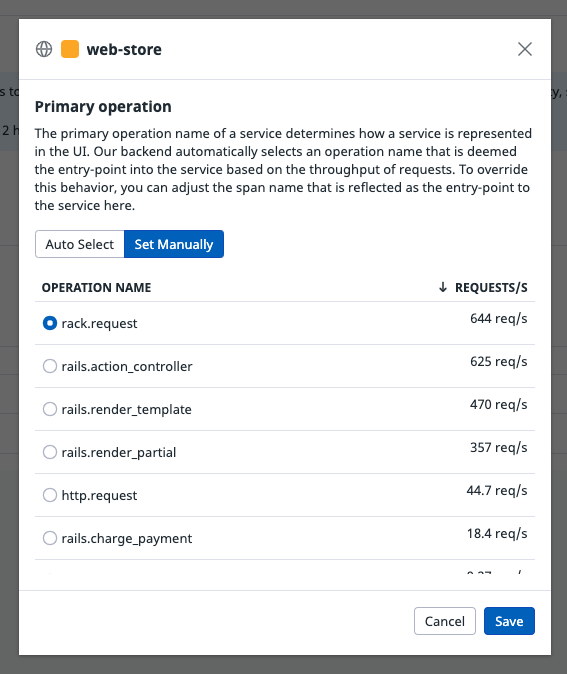 web-store
Primary operation
The primary operation name of a service determines how a service is represented
in the UI. Our backend automatically selects an operation name that is deemed
the entry-point into the service based on the throughput of requests. To override
this behavior, you can adjust the span name that is reflected as the entry-point to
the service here.
Auto Select Set Manually
OPERATION NAME ↓ REQUESTS/S
rack.request 644 req/s
rails.action_controller 625 req/s
rails.render_template 470 req/s
rails.render_partial 357 req/s
http.request 44.7 req/s
rails.charge_payment 18.4 req/s
Cancel Save